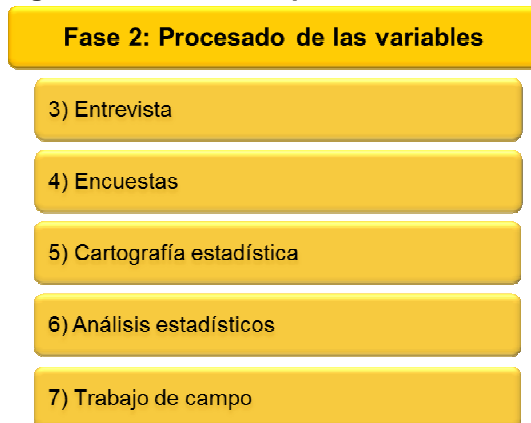 Fase 2: Procesado de las variables
3) Entrevista
4) Encuestas
5) Cartografía estadística
6) Análisis estadísticos
7) Trabajo de campo